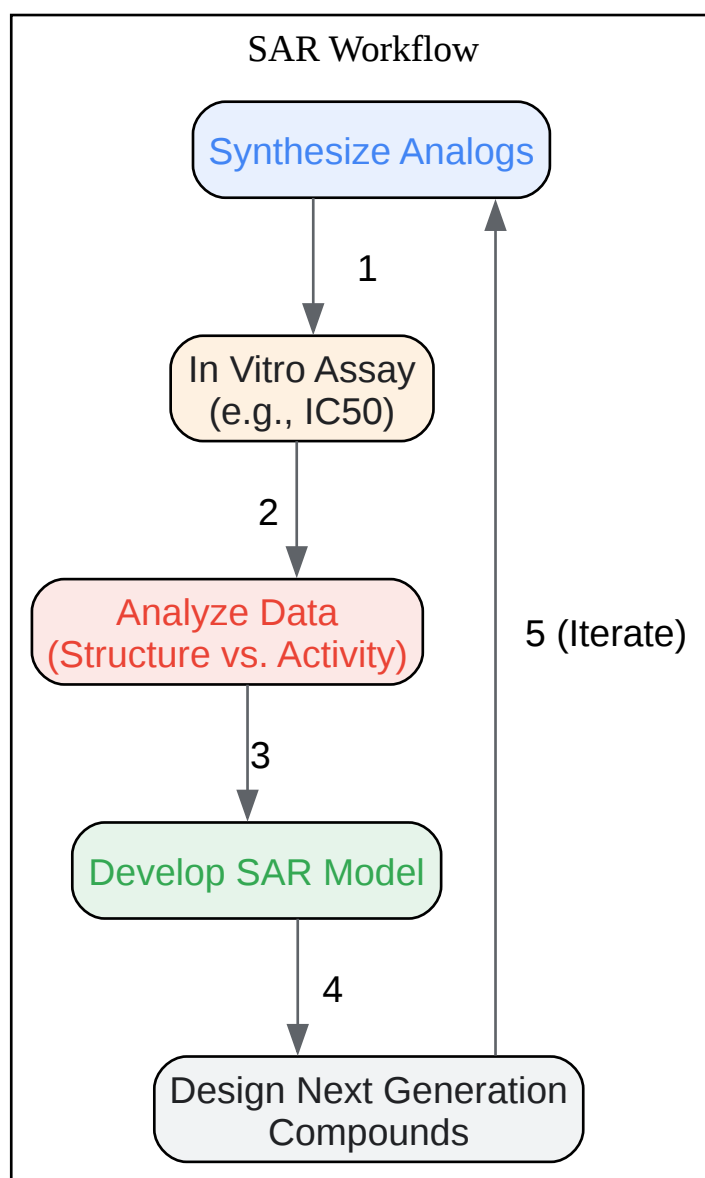 SAR Workflow
Synthesize Analogs
1
In Vitro Assay
(e.g., IC50)
2
Analyze Data
(Structure vs. Activity)
5 (Iterate)
3
Develop SAR Model
4
Design Next Generation
Compounds